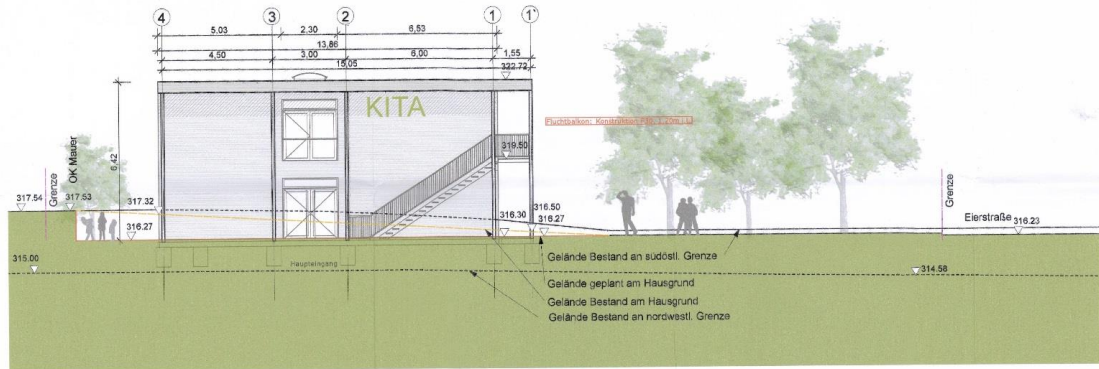 4
3
2
1
1'
5,03
2,30
6,53
13,86
4,50
3,00
6,00
1,55
15,05
322.72
KITA
6,42
OK Mauer
Grenze
317.54
317.53
317.32
316.27
319.50
316.50
316.30
316.27
Grenze
Eierstraße
316.23
Gelände Bestand an südöstl. Grenze
315.00
Haupteingang
314.58
Gelände geplant am Hausgrund
Gelände Bestand am Hausgrund
Gelände Bestand an nordwestl. Grenze